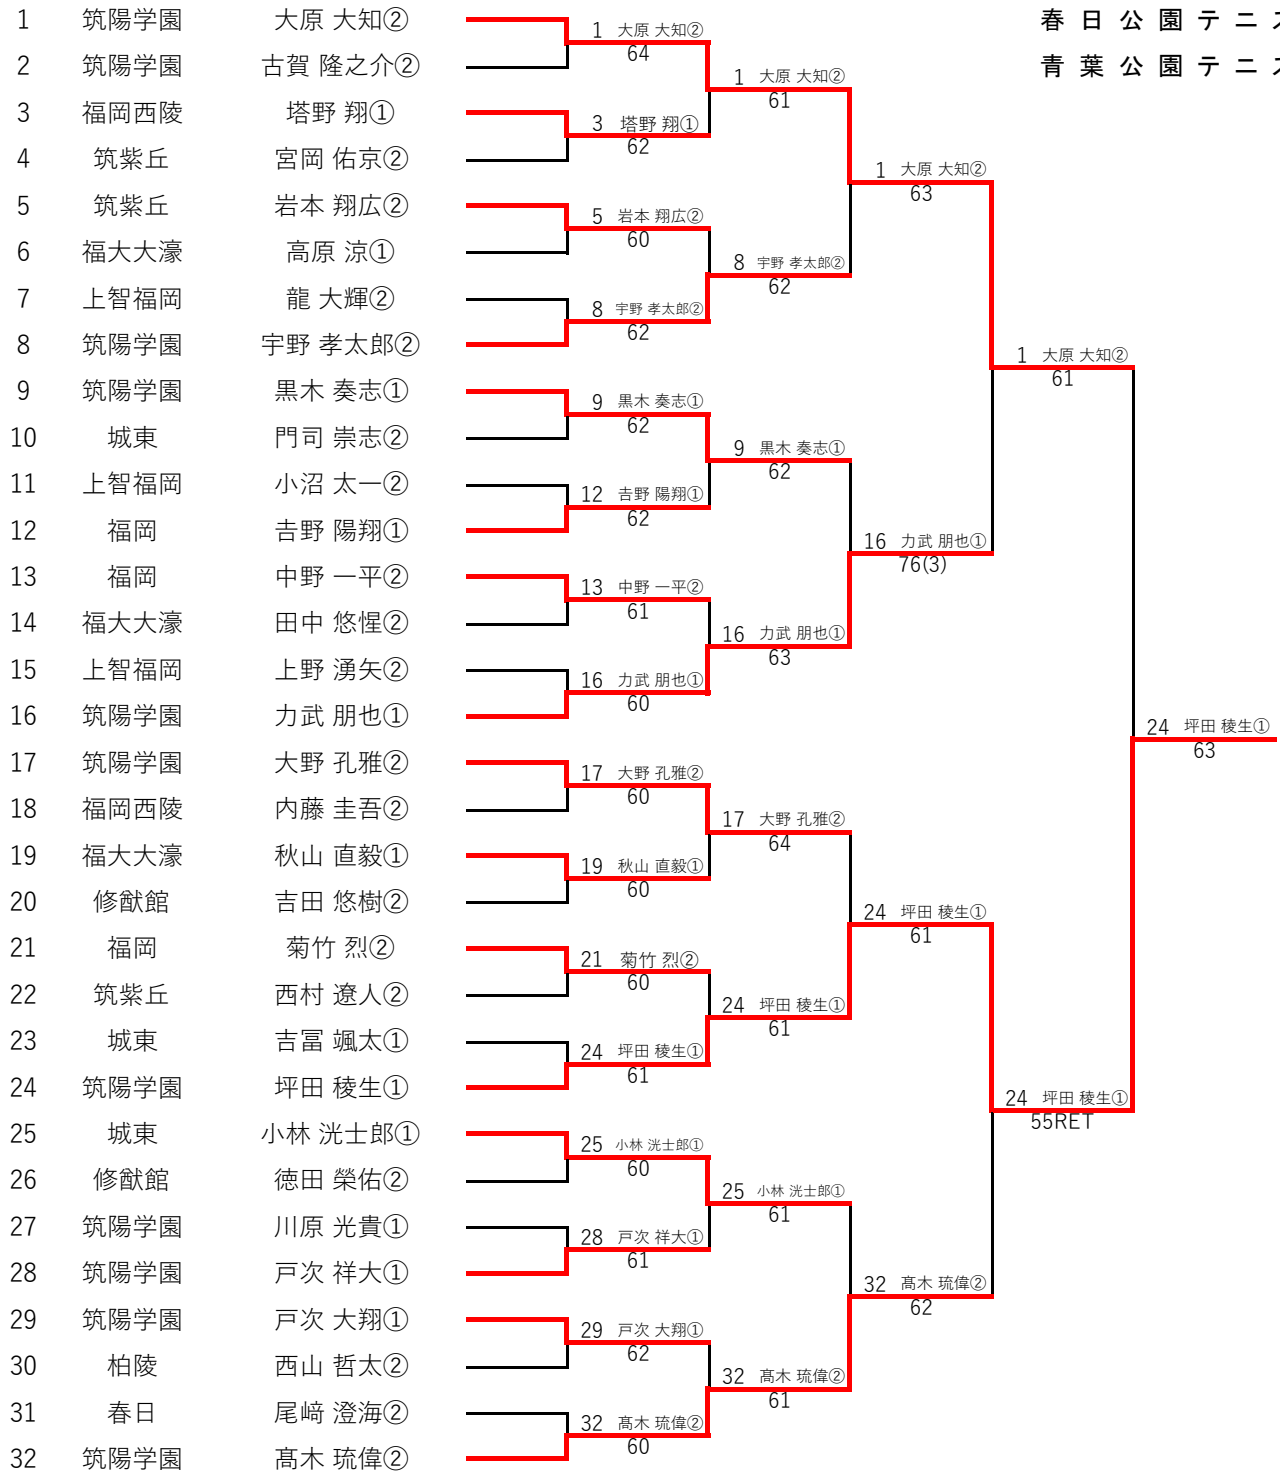 1 筑陽学園 大原 大知②
2 筑陽学園 古賀 隆之介②
3 福岡西陵 塔野 翔①
4 筑紫丘 宮岡 佑京②
5 筑紫丘 岩本 翔広②
6 福大大濠 高原 涼①
7 上智福岡 龍 大輝②
8 筑陽学園 宇野 孝太郎②
9 筑陽学園 黒木 奏志①
10 城東 門司 崇志②
11 上智福岡 小沼 太一②
12 福岡 𠮷野 陽翔①
13 福岡 中野 一平②
14 福大大濠 田中 悠惺②
15 上智福岡 上野 湧矢②
16 筑陽学園 力武 朋也①
17 筑陽学園 大野 孔雅②
18 福岡西陵 内藤 圭吾②
19 福大大濠 秋山 直毅①
20 修猷館 吉田 悠樹②
21 福岡 菊竹 烈②
22 筑紫丘 西村 遼人②
23 城東 吉冨 颯太①
24 筑陽学園 坪田 稜生①
25 城東 小林 洸士郎①
26 修猷館 徳田 榮佑②
27 筑陽学園 川原 光貴①
28 筑陽学園 戸次 祥大①
29 筑陽学園 戸次 大翔①
30 柏陵 西山 哲太②
31 春日 尾﨑 澄海②
32 筑陽学園 髙木 琉偉②
1 大原 大知②
64
3 塔野 翔①
62
5 岩本 翔広②
60
8 宇野 孝太郎②
62
9 黒木 奏志①
62
12 𠮷野 陽翔①
62
13 中野 一平②
61
16 力武 朋也①
60
17 大野 孔雅②
60
19 秋山 直毅①
60
21 菊竹 烈②
60
24 坪田 稜生①
61
25 小林 洸士郎①
60
28 戸次 祥大①
61
29 戸次 大翔①
62
32 髙木 琉偉②
60
1 大原 大知②
61
8 宇野 孝太郎②
62
9 黒木 奏志①
62
16 力武 朋也①
63
17 大野 孔雅②
64
24 坪田 稜生①
61
25 小林 洸士郎①
61
32 髙木 琉偉②
61
1 大原 大知②
63
16 力武 朋也①
76(3)
24 坪田 稜生①
61
32 髙木 琉偉②
62
1 大原 大知②
61
24 坪田 稜生①
55RET
24 坪田 稜生①
63
春日公園テニ
青葉公園テニ